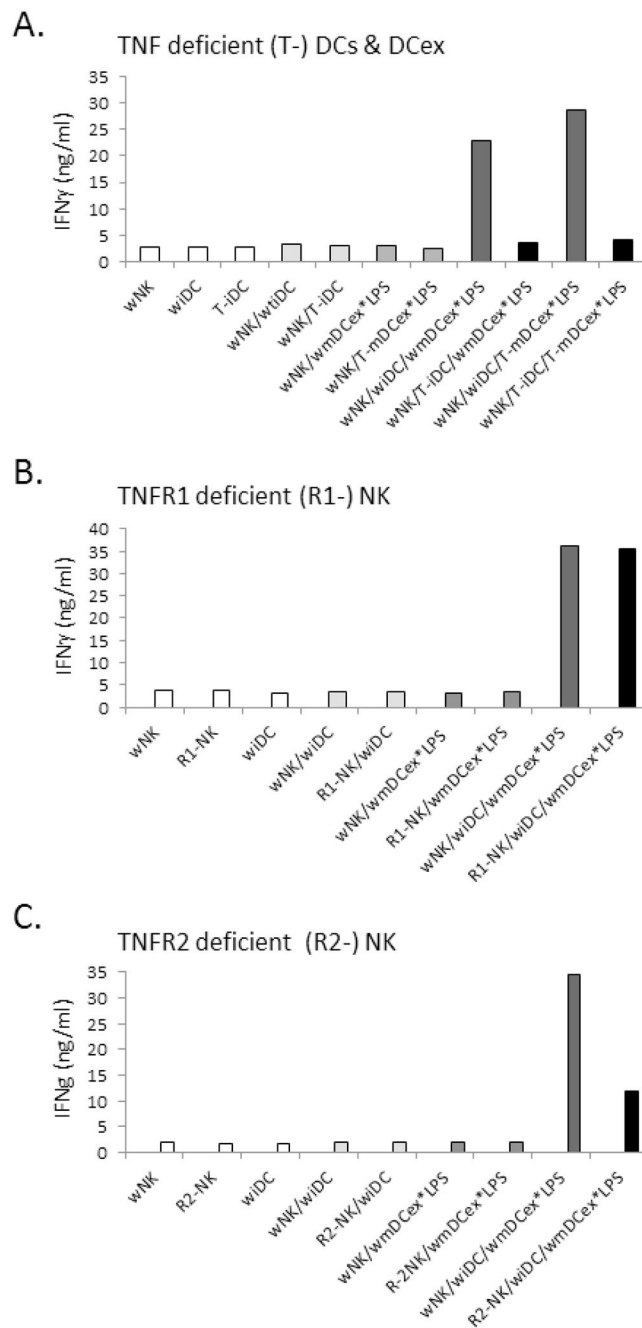 A.
TNF deficient (T-) DCs & DCex
IFNγ (ng/ml)
35
30
25
20
15
10
5
0
wNK
wiDC
T-iDC
wNK/wtiDC
wNK/T-iDC
wNK/wmDCex*LPS
wNK/T-mDCex*LPS
wNK/wiDC/wmDCex*LPS
wNK/T-iDC/wmDCex*LPS
wNK/wiDC/T-mDCex*LPS
wNK/T-iDC/T-mDCex*LPS
B.
TNFR1 deficient (R1-) NK
IFNγ (ng/ml)
40
35
30
25
20
15
10
5
0
wNK
R1-NK
wiDC
wNK/wiDC
R1-NK/wiDC
wNK/wmDCex*LPS
R1-NK/wmDCex*LPS
wNK/wiDC/wmDCex*LPS
R1-NK/wiDC/wmDCex*LPS
C.
TNFR2 deficient (R2-) NK
IFNg (ng/ml)
35
30
25
20
15
10
5
0
wNK
R2-NK
wiDC
wNK/wiDC
R2-NK/wiDC
wNK/wmDCex*LPS
R-2NK/wmDCex*LPS
wNK/wiDC/wmDCex*LPS
R2-NK/wiDC/wmDCex*LPS